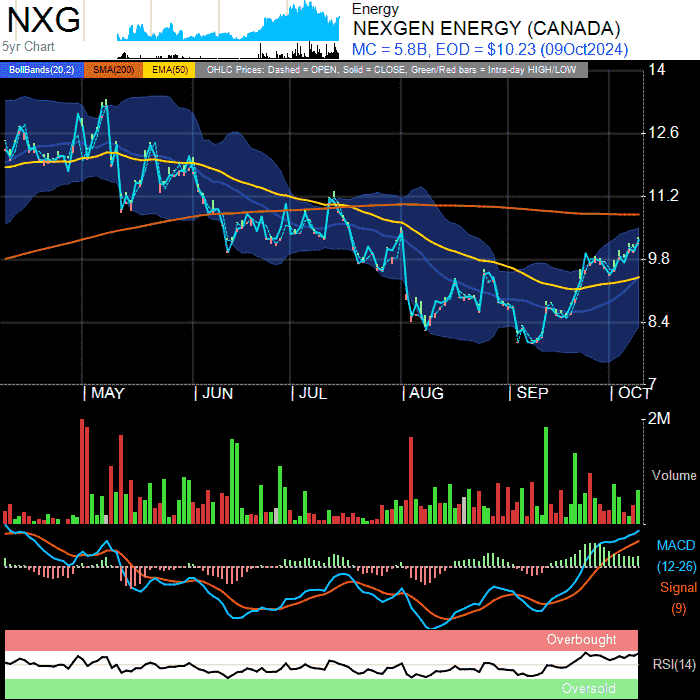 NXG
5yr Chart
Energy
NEXGEN ENERGY (CANADA)
MC = 5.8B, EOD = $10.23 (09Oct2024)
BollBands(20,2) SMA(200) EMA(50) OHLC Prices: Dashed = OPEN, Solid = CLOSE, Green/Red bars = Intra-day HIGH/LOW
14
12.6
11.2
9.8
8.4
7
MAY JUN JUL AUG SEP OCT
2M
Volume
MACD
(12-26)
Signal
(9)
Overbought
RSI(14)
Oversold